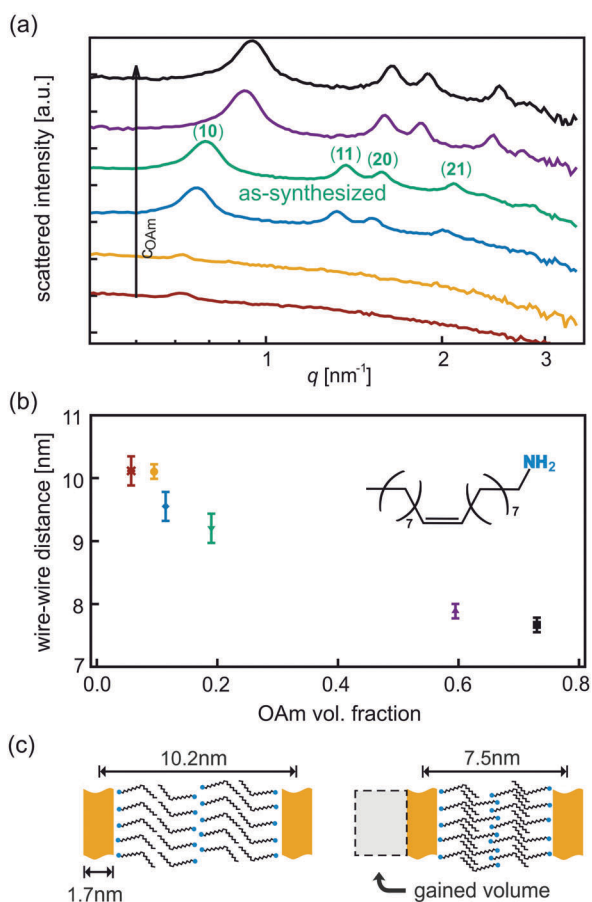 (a)
scattered intensity [a.u.]
cOAm
(10)
(11)
(20)
(21)
as-synthesized
1
2
3
q [nm-1]
(b)
wire-wire distance [nm]
11
10
9
8
7
NH2
7
7
0.0
0.2
0.4
0.6
0.8
OAm vol. fraction
(c)
10.2nm
7.5nm
1.7nm
gained volume